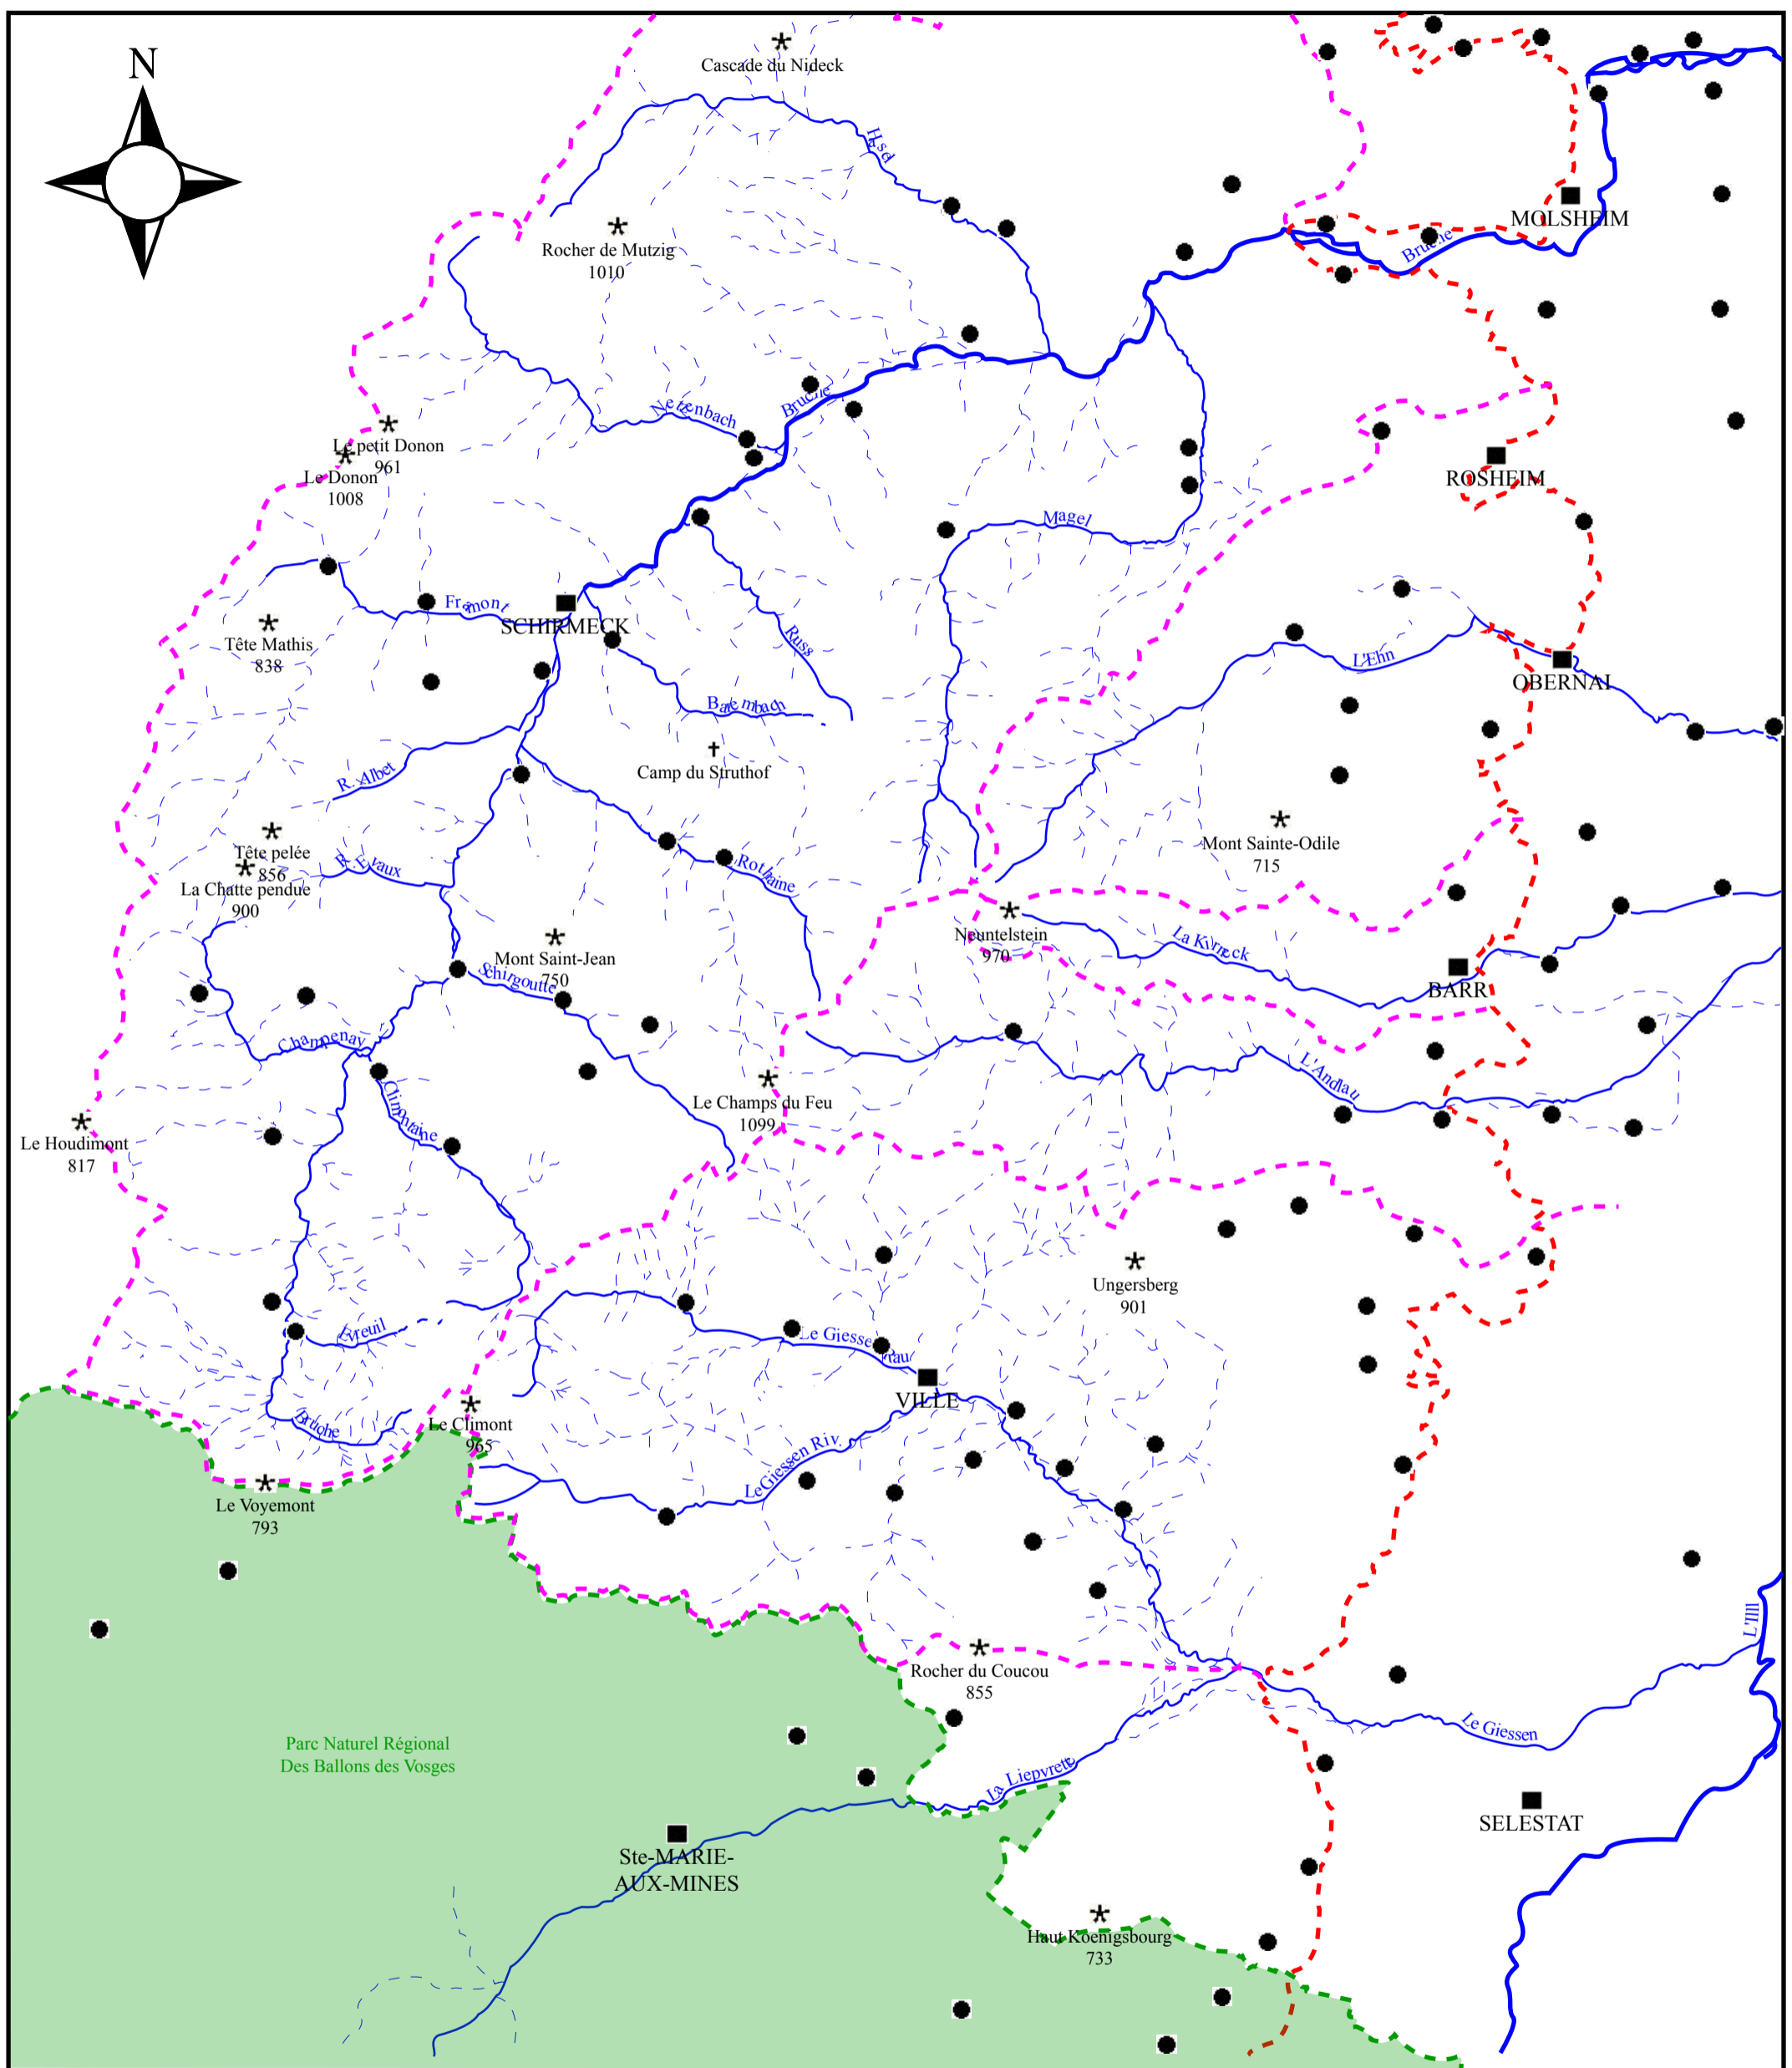 N
Cascade du Nideck
Hasel
MOLSHEIM
Bruche
Rocher de Mutzig
1010
Netzenbach
Bruche
Le petit Donon
961
Le Donon
1008
ROSHEIM
Magel
Framont
SCHIRMECK
Russ
Tête Mathis
838
L'Ehn
OBERNAI
Barembach
Camp du Struthof
R. Albet
Mont Sainte-Odile
715
Tête pelée
856
R. Evaux
La Chatte pendue
900
Rothaine
Neuntelstein
970
La Kirneck
Mont Saint-Jean
750
Schirgoutte
BARR
Champenay
L'Andlau
Climontaine
Le Champs du Feu
1099
Le Houdimont
817
Ungersberg
901
Evreuil
Le Giessen
Rau
VILLE
Bruche
Le Climont
965
Le Giessen Riv.
Le Voyemont
793
L'Ill
Rocher du Coucou
855
Le Giessen
Parc Naturel Régional
Des Ballons des Vosges
La Liepvrette
SELESTAT
Ste-MARIE-
AUX-MINES
Haut Koenigsbourg
733